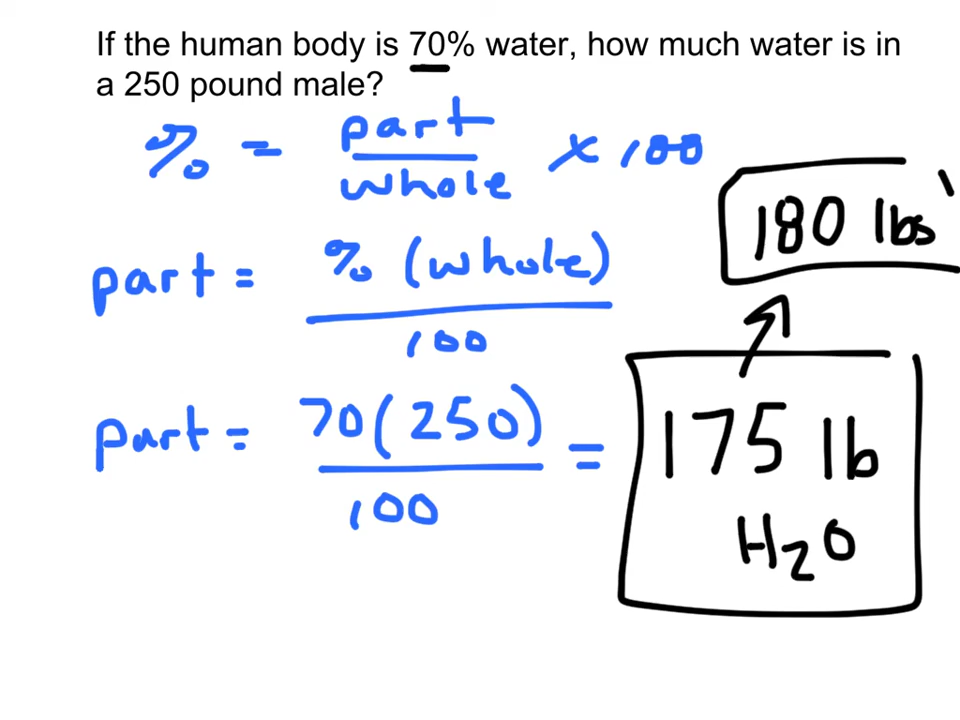 If the human body is 70% water, how much water is in
a 250 pound male?
% = part / whole × 100
part = % (whole) / 100
180 lbs
part = 70(250) / 100 = 175 lb
H2O